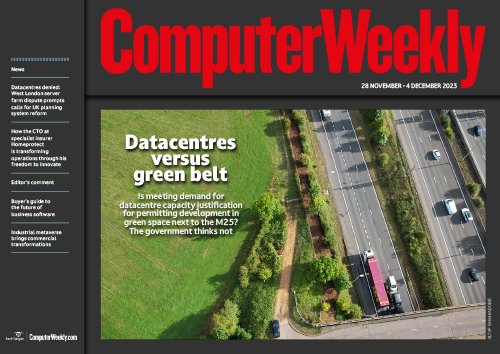 ComputerWeekly
28 NOVEMBER - 4 DECEMBER 2023
News
Datacentres denied:
West London server
farm dispute prompts
calls for UK planning
system reform
How the CTO at
specialist insurer
Homeprotect
is transforming
operations through his
freedom to innovate
Editor's comment
Buyer's guide to
the future of
business software
Industrial metaverse
brings commercial
transformations
Datacentres
versus
green belt
Is meeting demand for
datacentre capacity justification
for permitting development in
green space next to the M25?
The government thinks not
TechTarget
ComputerWeekly.com